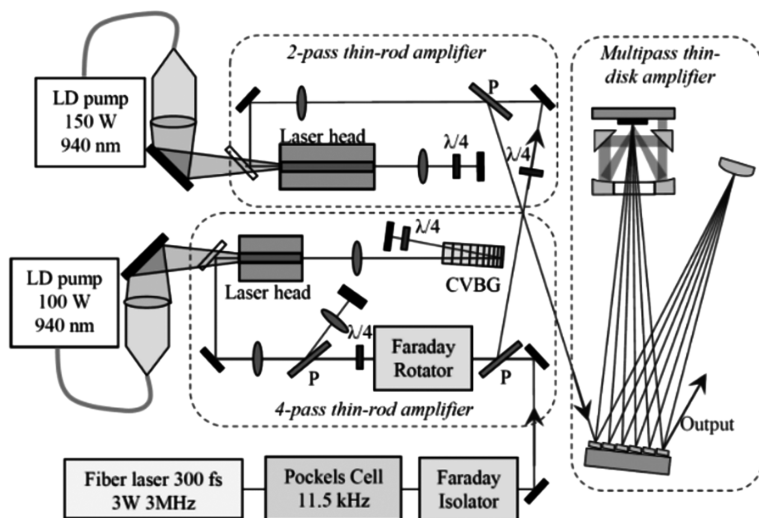 2-pass thin-rod amplifier
Multipass thin-
disk amplifier
LD pump
150 W
940 nm
P
Laser head
λ/4
λ/4
λ/4
LD pump
100 W
940 nm
Laser head
CVBG
λ/4
P
Faraday
Rotator
P
4-pass thin-rod amplifier
Output
Fiber laser 300 fs
3W 3MHz
Pockels Cell
11.5 kHz
Faraday
Isolator